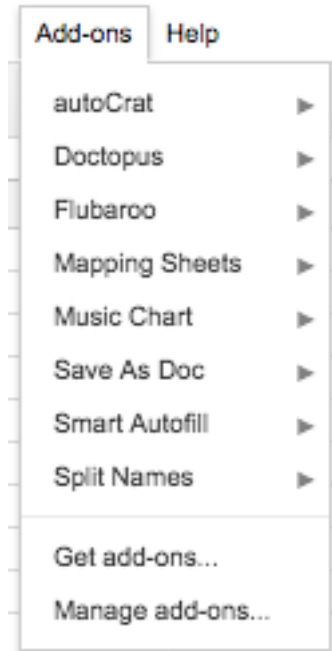 Add-ons Help
autoCrat
Doctopus
Flubaroo
Mapping Sheets
Music Chart
Save As Doc
Smart Autofill
Split Names
Get add-ons...
Manage add-ons...